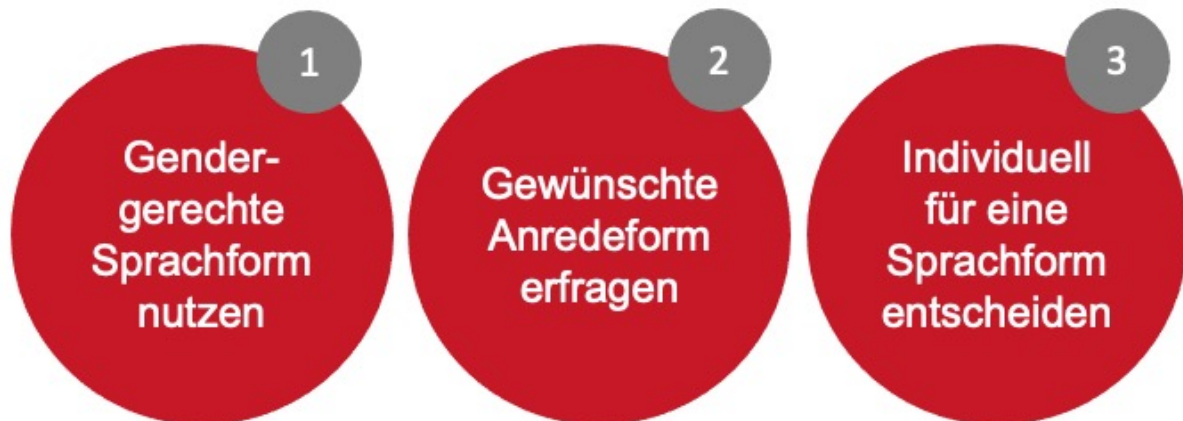 1
Gender-
gerechte
Sprachform
nutzen
2
Gewünschte
Anredeform
erfragen
3
Individuell
für eine
Sprachform
entscheiden